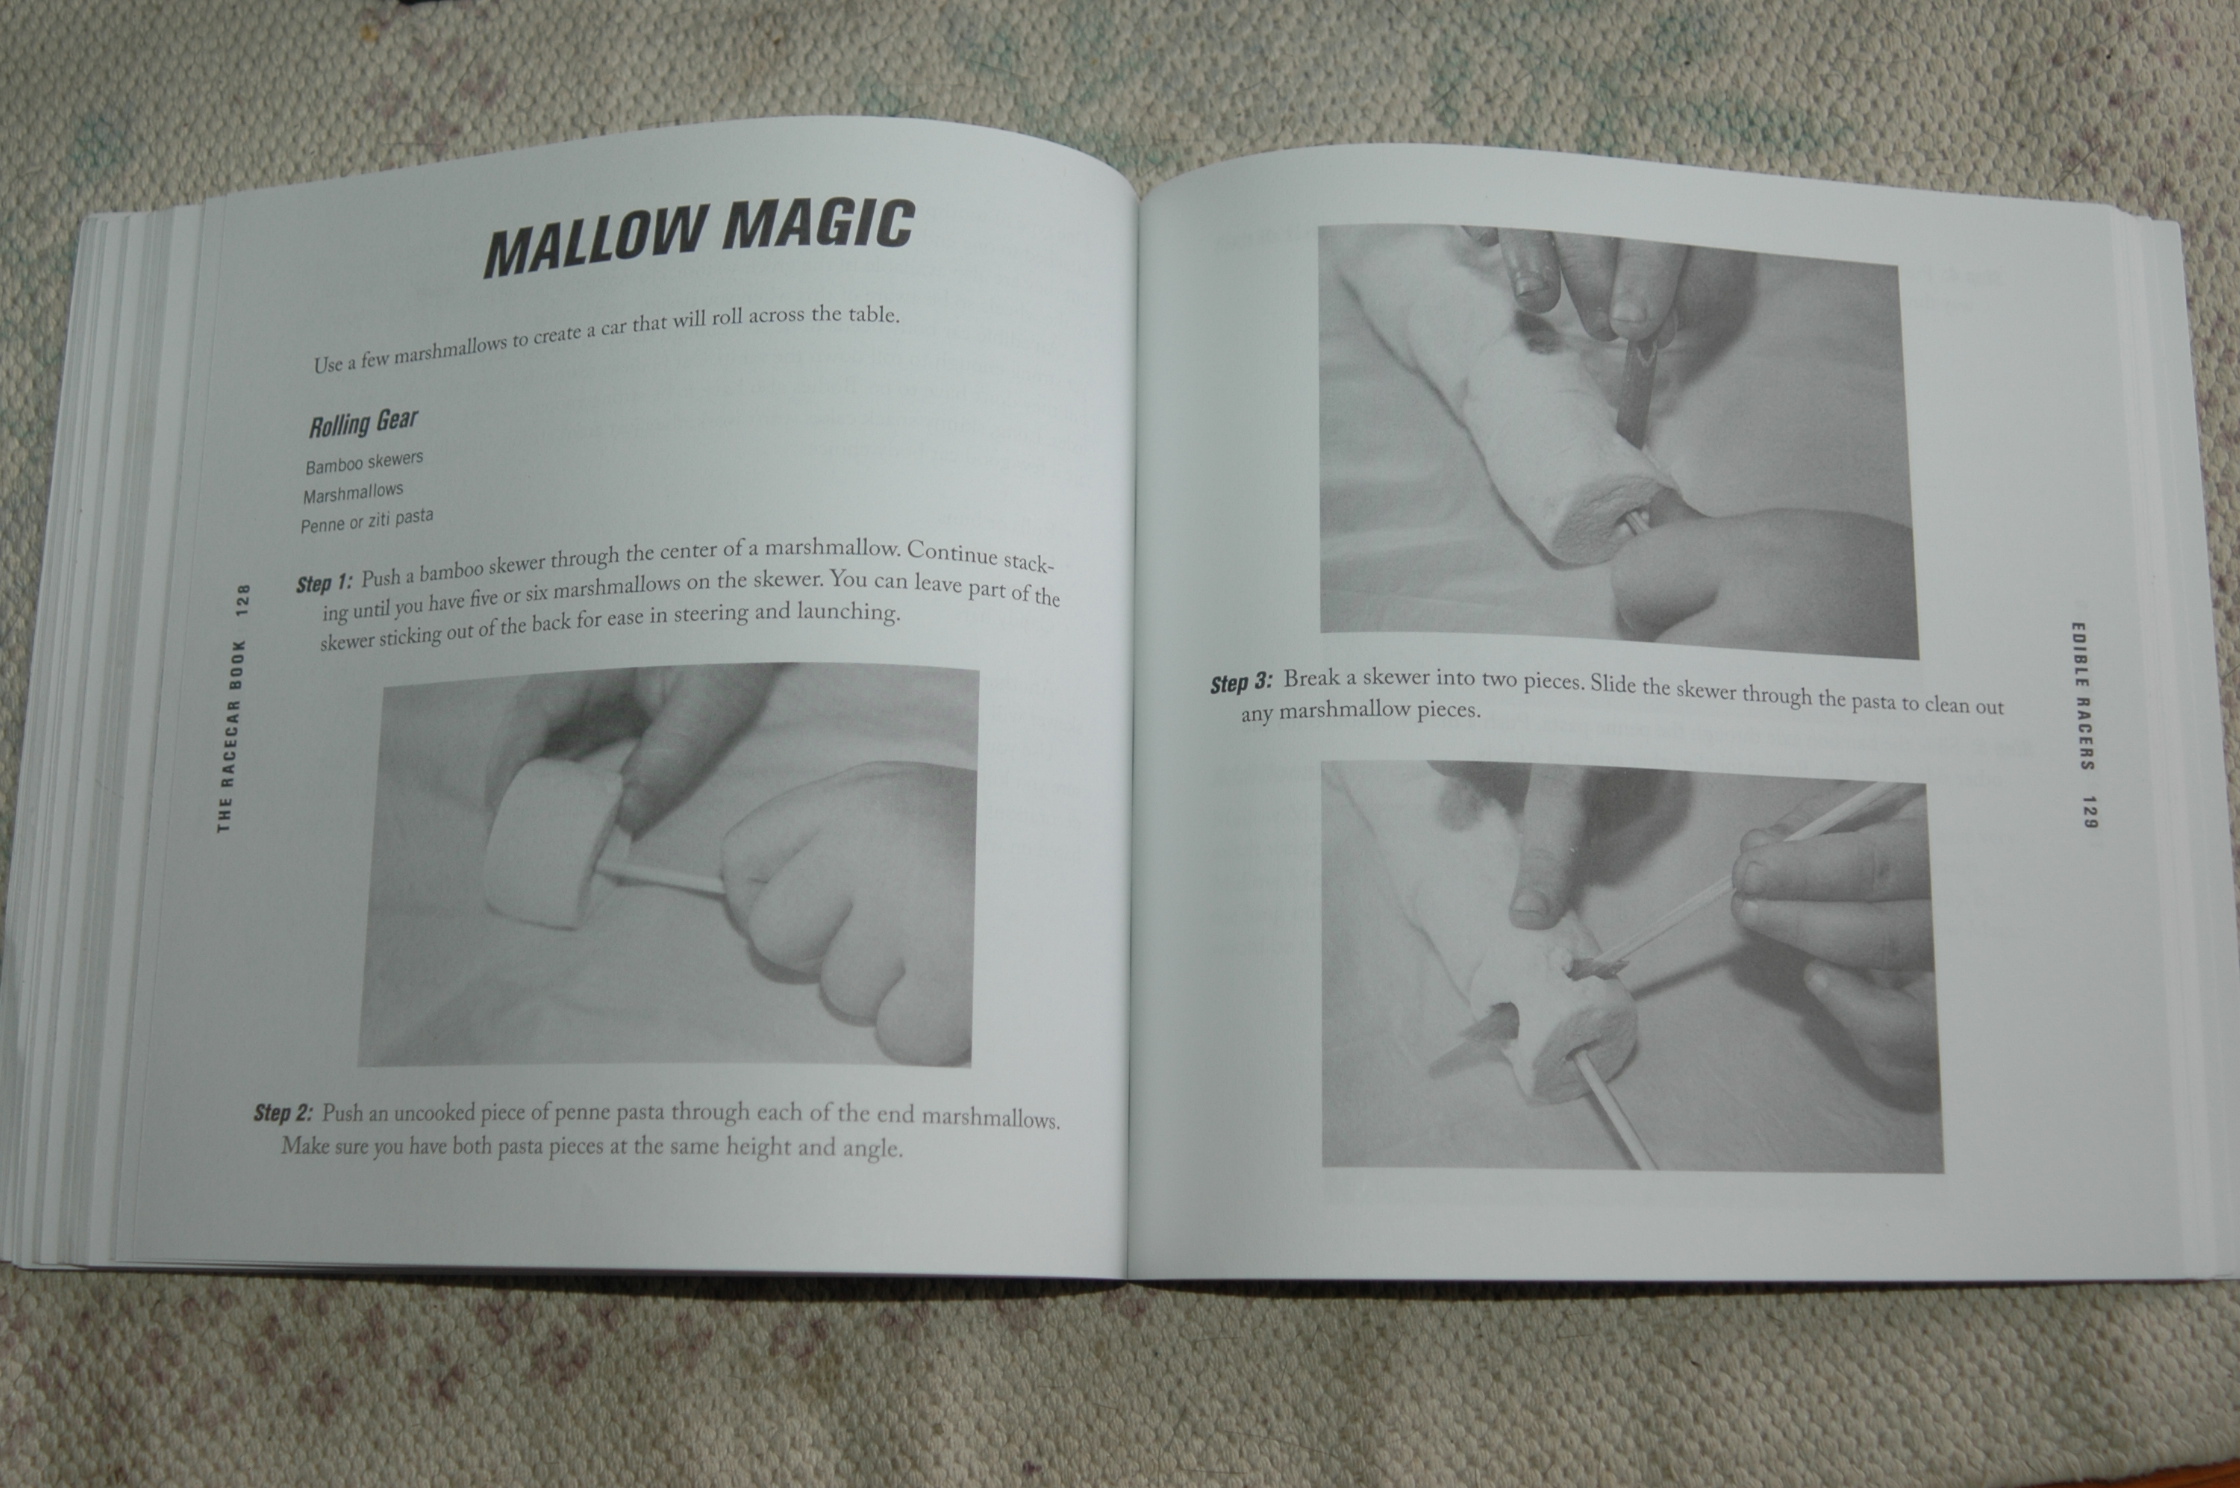 MALLOW MAGIC
Use a few marshmallows to create a car that will roll across the table.
Rolling Gear
Bamboo skewers
Marshmallows
Penne or ziti pasta
Step 1: Push a bamboo skewer through the center of a marshmallow. Continue stack-
ing until you have five or six marshmallows on the skewer. You can leave part of the
skewer sticking out of the back for ease in steering and launching.
Step 2: Push an uncooked piece of penne pasta through each of the end marshmallows.
Make sure you have both pasta pieces at the same height and angle.
THE RACECAR BOOK 128
Step 3: Break a skewer into two pieces. Slide the skewer through the pasta to clean out
any marshmallow pieces.
EDIBLE RACERS 129